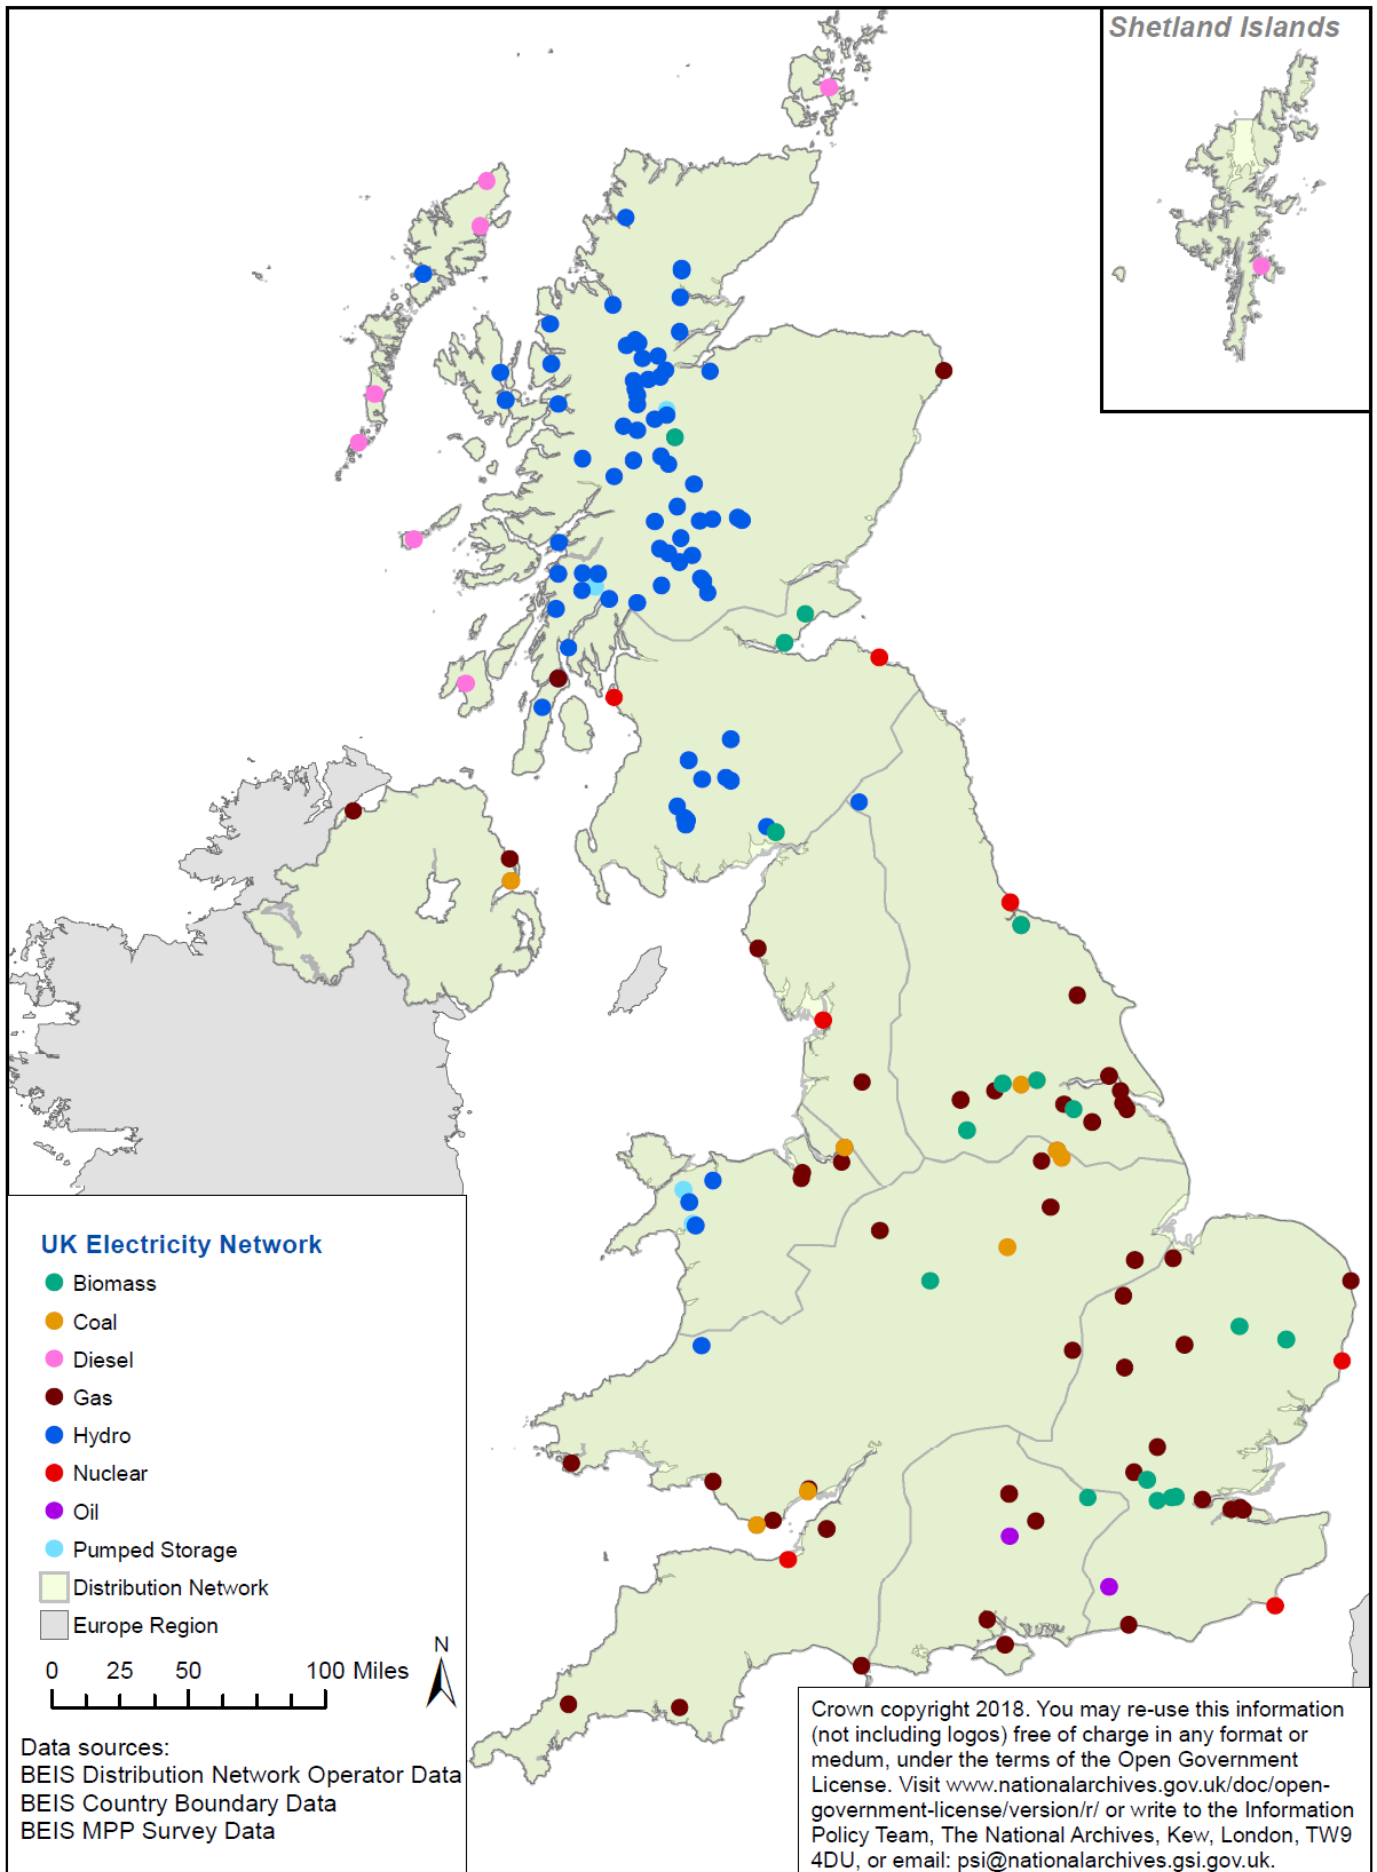 Shetland Islands
UK Electricity Network
Biomass
Coal
Diesel
Gas
Hydro
Nuclear
Oil
Pumped Storage
Distribution Network
Europe Region
N
0 25 50 100 Miles
Data sources:
BEIS Distribution Network Operator Data
BEIS Country Boundary Data
BEIS MPP Survey Data
Crown copyright 2018. You may re-use this information
(not including logos) free of charge in any format or
medum, under the terms of the Open Government
License. Visit www.nationalarchives.gov.uk/doc/open-
government-license/version/r/ or write to the Information
Policy Team, The National Archives, Kew, London, TW9
4DU, or email: psi@nationalarchives.gsi.gov.uk.